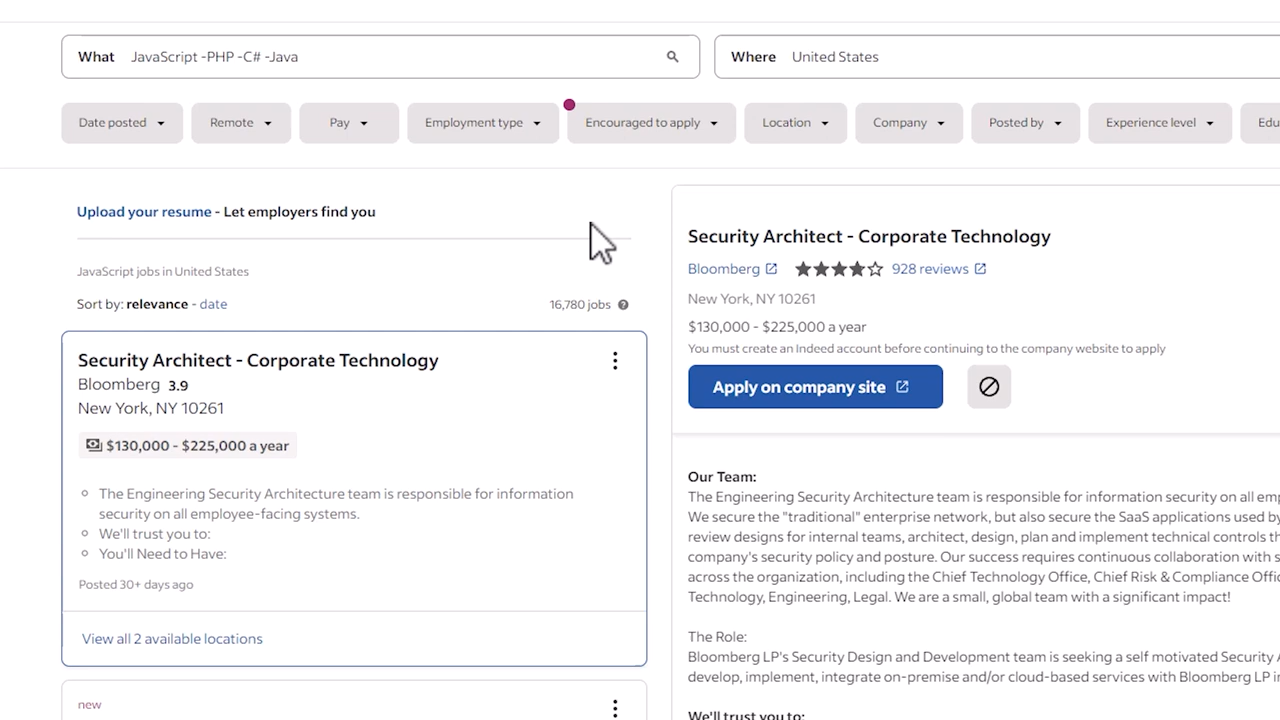 What JavaScript -PHP -C# -Java
Where United States
Date posted
Remote
Pay
Employment type
Encouraged to apply
Location
Company
Posted by
Experience level
Edu
Upload your resume - Let employers find you
JavaScript jobs in United States
Sort by: relevance - date
16,780 jobs
Security Architect - Corporate Technology
Bloomberg 3.9
New York, NY 10261
$130,000 - $225,000 a year
The Engineering Security Architecture team is responsible for information
security on all employee-facing systems.
We'll trust you to:
You'll Need to Have:
Posted 30+ days ago
View all 2 available locations
new
Security Architect - Corporate Technology
Bloomberg 928 reviews
New York, NY 10261
$130,000 - $225,000 a year
You must create an Indeed account before continuing to the company website to apply
Apply on company site
Our Team:
The Engineering Security Architecture team is responsible for information security on all emp
We secure the "traditional" enterprise network, but also secure the SaaS applications used by
review designs for internal teams, architect, design, plan and implement technical controls th
company's security policy and posture. Our success requires continuous collaboration with s
across the organization, including the Chief Technology Office, Chief Risk & Compliance Offic
Technology, Engineering, Legal. We are a small, global team with a significant impact!
The Role:
Bloomberg LP's Security Design and Development team is seeking a self motivated Security A
develop, implement, integrate on-premise and/or cloud-based services with Bloomberg LP i
We'll trust you to: